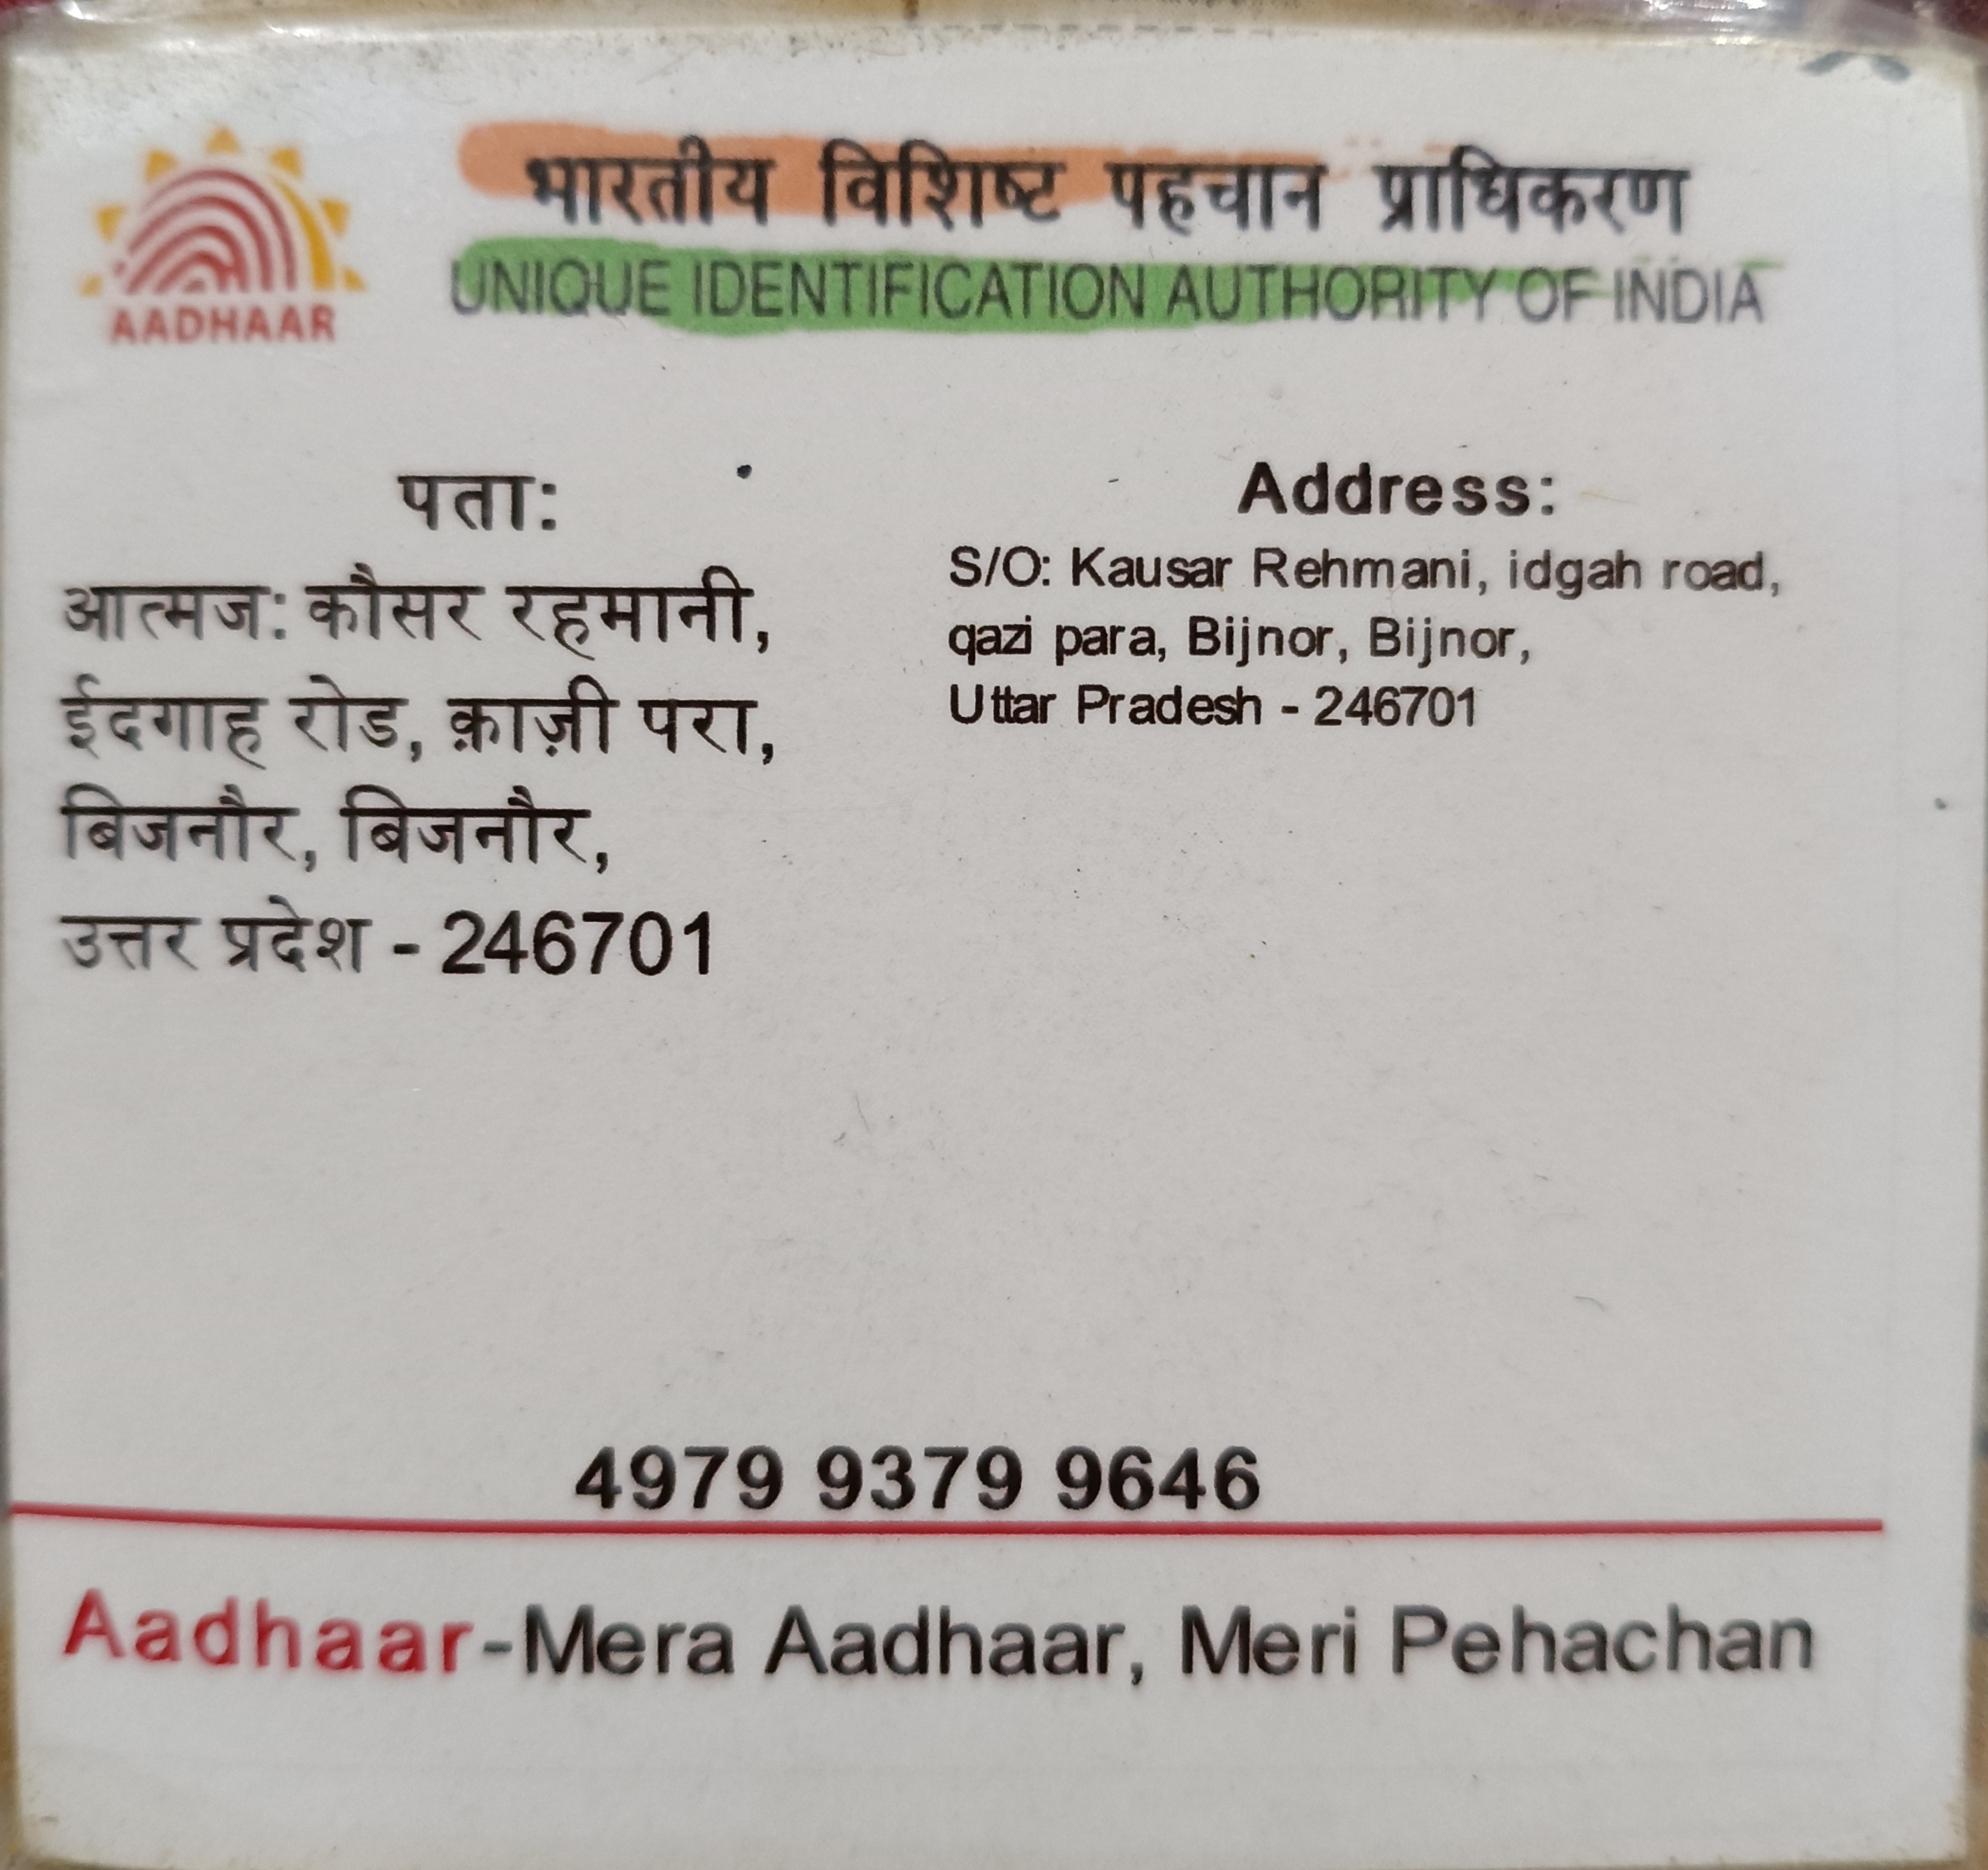 भारतीय विशिष्ट पहचान प्राधिकरण
UNIQUE IDENTIFICATION AUTHORITY OF INDIA
AADHAAR
पता:
आत्मज: कौसर रहमानी,
ईदगाह रोड, क़ाज़ी परा,
बिजनौर, बिजनौर,
उत्तर प्रदेश - 246701
Address:
S/O: Kausar Rehmani, idgah road,
qazi para, Bijnor, Bijnor,
Uttar Pradesh - 246701
4979 9379 9646
Aadhaar-Mera Aadhaar, Meri Pehachan